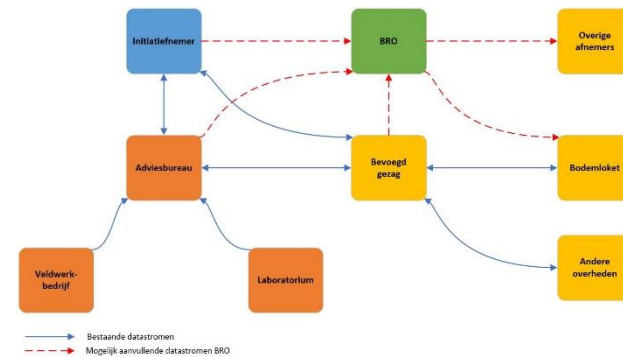 Initiatiefnemer
BRO
Overige
afnemers
Adviesbureau
Bevoegd
gezag
Bodemloket
Veldwerk-
bedrijf
Laboratorium
Andere
overheden
Bestaande datastromen
Mogelijk aanvullende datastromen BRO